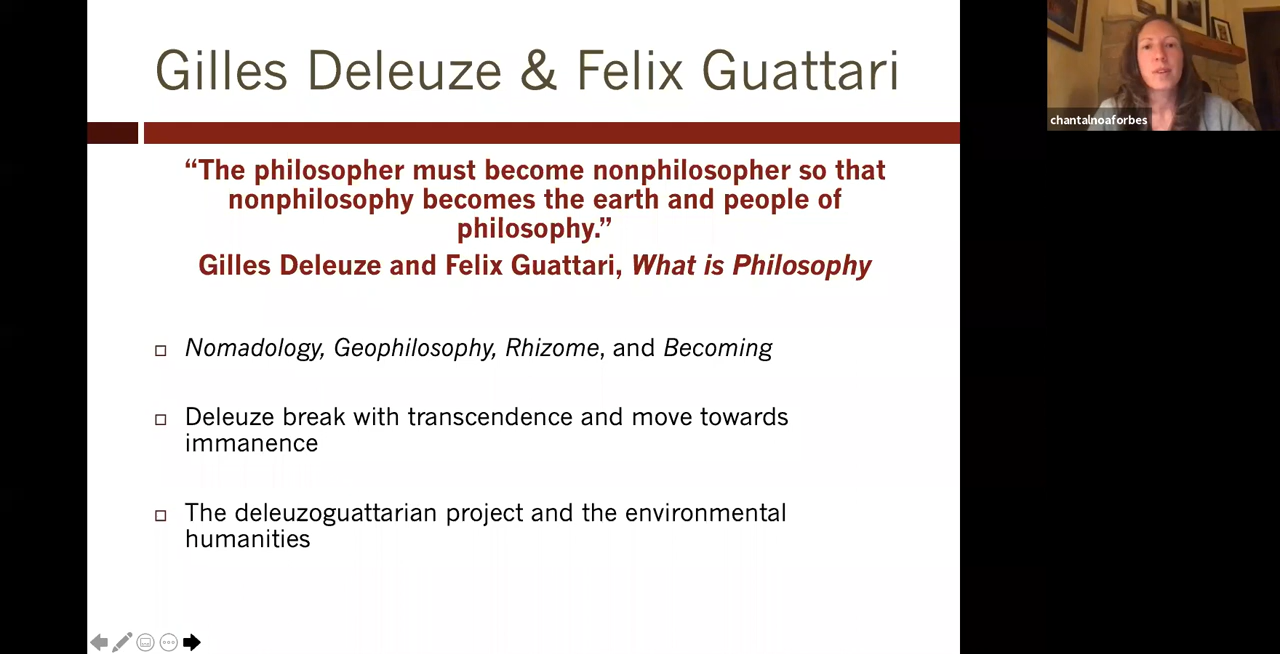 Gilles Deleuze & Felix Guattari
“The philosopher must become nonphilosopher so that
nonphilosophy becomes the earth and people of
philosophy.”
Gilles Deleuze and Felix Guattari, What is Philosophy
Nomadology, Geophilosophy, Rhizome, and Becoming
Deleuze break with transcendence and move towards
immanence
The deleuzoguattarian project and the environmental
humanities
chantalnoaforbes